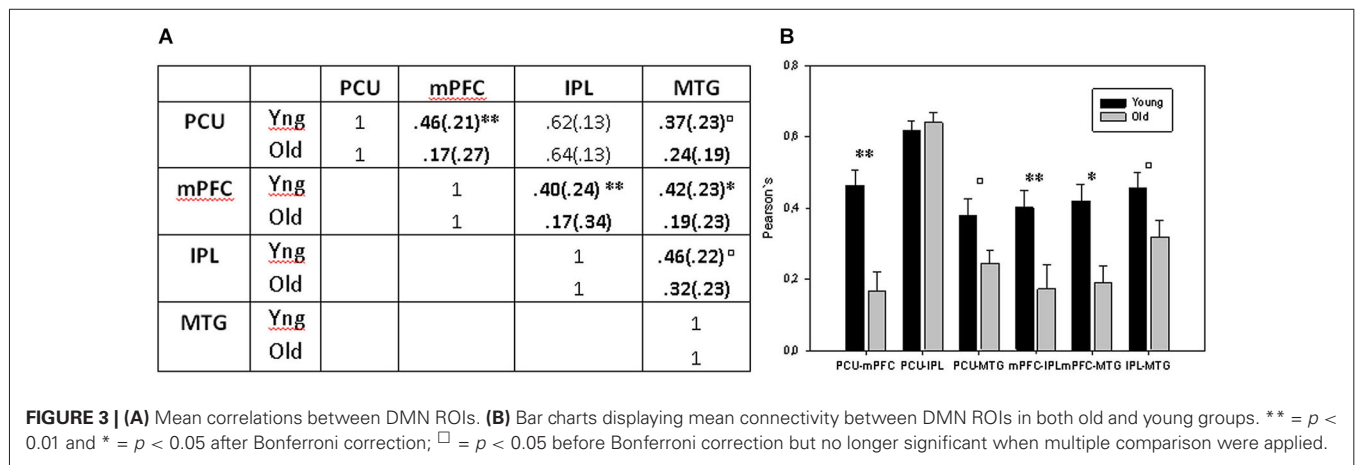 A
PCU mPFC IPL MTG
PCU Yng 1 .46(.21)** .62(.13) .37(.23)□
Old 1 .17(.27) .64(.13) .24(.19)
mPFC Yng 1 .40(.24) ** .42(.23)*
Old 1 .17(.34) .19(.23)
IPL Yng 1 .46(.22)□
Old 1 .32(.23)
MTG Yng 1
Old 1
B
Pearson`s
0,8
0,6
0,4
0,2
0,0
Young
Old
** □ ** * □
PCU-mPFC PCU-IPL PCU-MTG mPFC-IPL mPFC-MTG IPL-MTG
FIGURE 3 | (A) Mean correlations between DMN ROIs. (B) Bar charts displaying mean connectivity between DMN ROIs in both old and young groups. ** = p <
0.01 and * = p < 0.05 after Bonferroni correction; □ = p < 0.05 before Bonferroni correction but no longer significant when multiple comparison were applied.